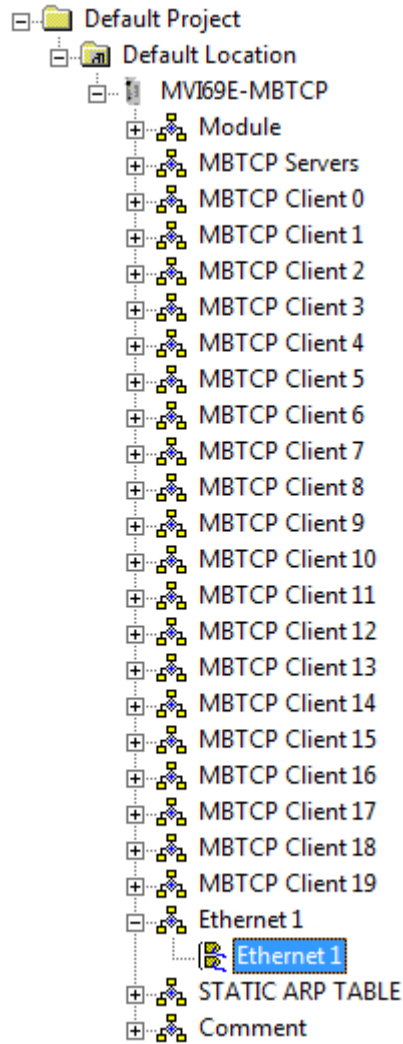 Default Project
Default Location
MVI69E-MBTCP
Module
MBTCP Servers
MBTCP Client 0
MBTCP Client 1
MBTCP Client 2
MBTCP Client 3
MBTCP Client 4
MBTCP Client 5
MBTCP Client 6
MBTCP Client 7
MBTCP Client 8
MBTCP Client 9
MBTCP Client 10
MBTCP Client 11
MBTCP Client 12
MBTCP Client 13
MBTCP Client 14
MBTCP Client 15
MBTCP Client 16
MBTCP Client 17
MBTCP Client 18
MBTCP Client 19
Ethernet 1
Ethernet 1
STATIC ARP TABLE
Comment